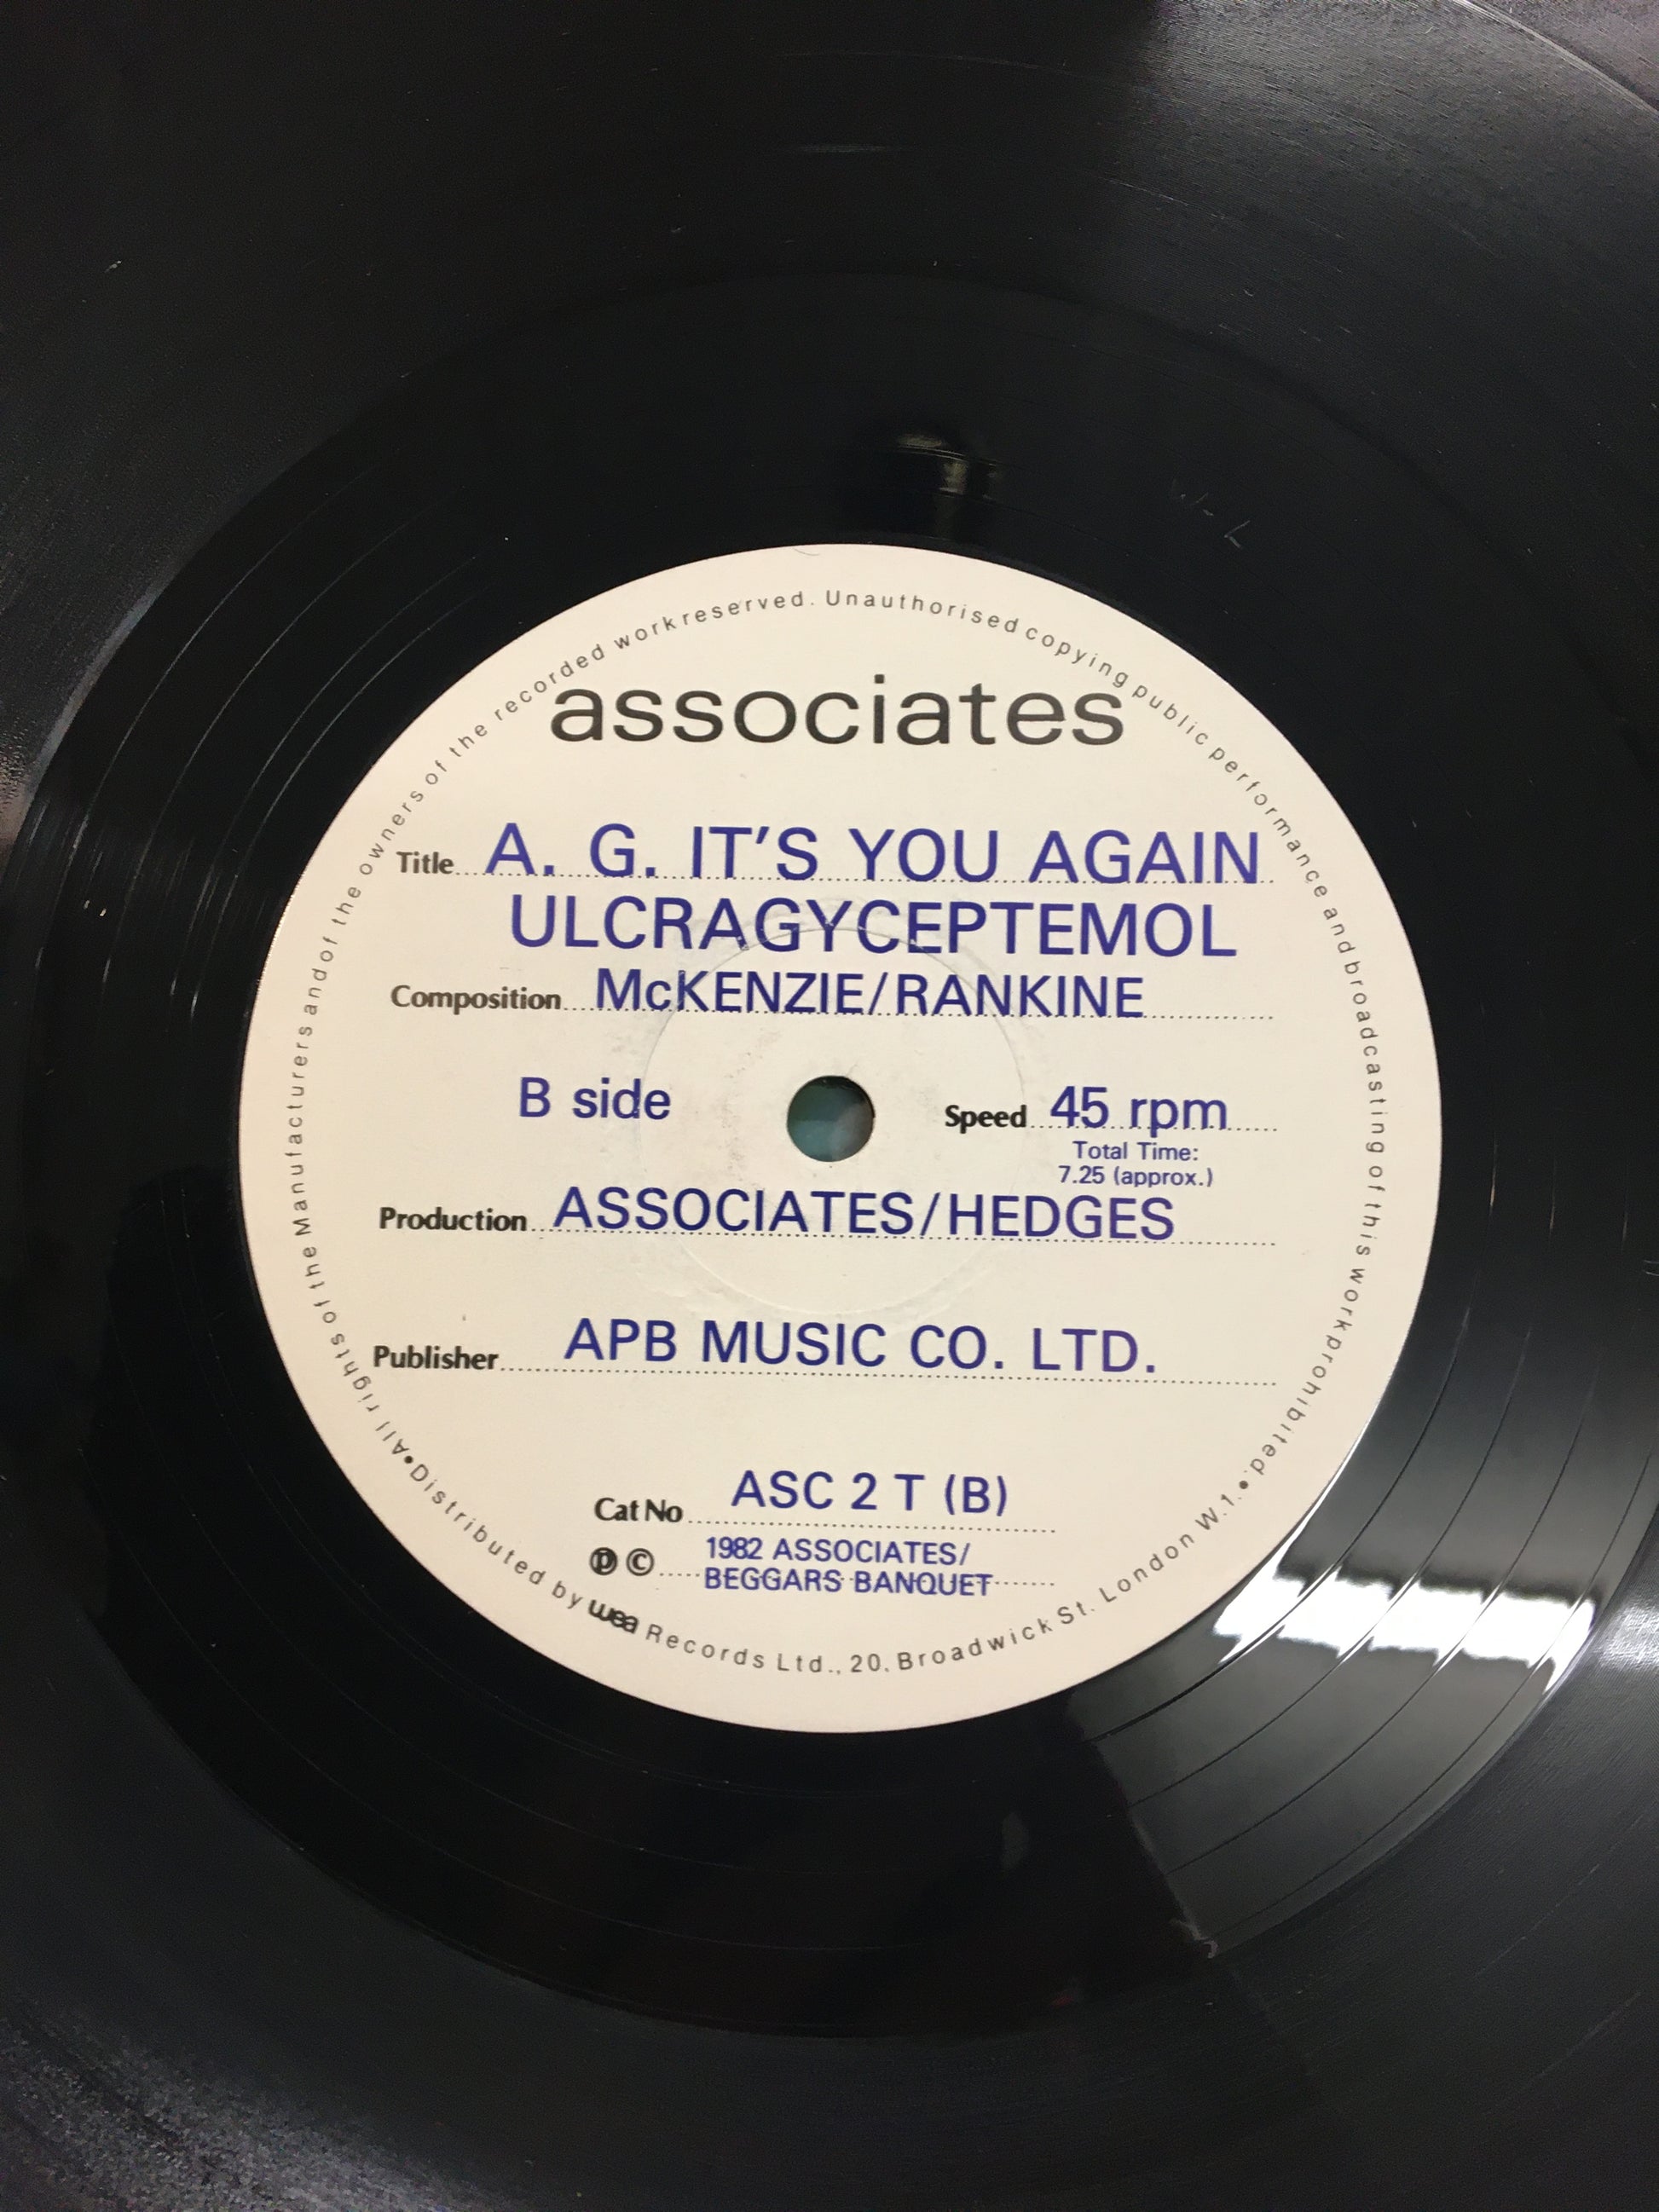 associates
Title A. G. IT'S YOU AGAIN
ULCRAGYCEPTEMOL
Composition McKENZIE/RANKINE
B side
Speed 45 rpm
Total Time:
7.25 (approx.)
Production ASSOCIATES/HEDGES
Publisher APB MUSIC CO. LTD.
Cat No ASC 2 T (B)
Ⓟ © 1982 ASSOCIATES/
BEGGARS BANQUET
•All rights of the Manufacturers and of the owners of the recorded work reserved. Unauthorised copying public performance and broadcasting of this work prohibited.•
Distributed by wea Records Ltd., 20, Broadwick St. London W.1.